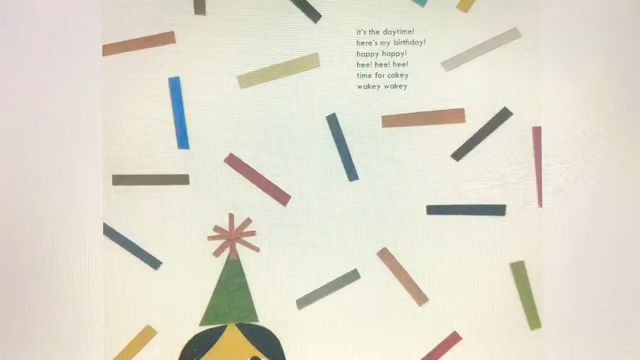 it's the daytime!
here's my birthday!
happy happy!
hee! hee! hee!
time for cakey
wakey wakey